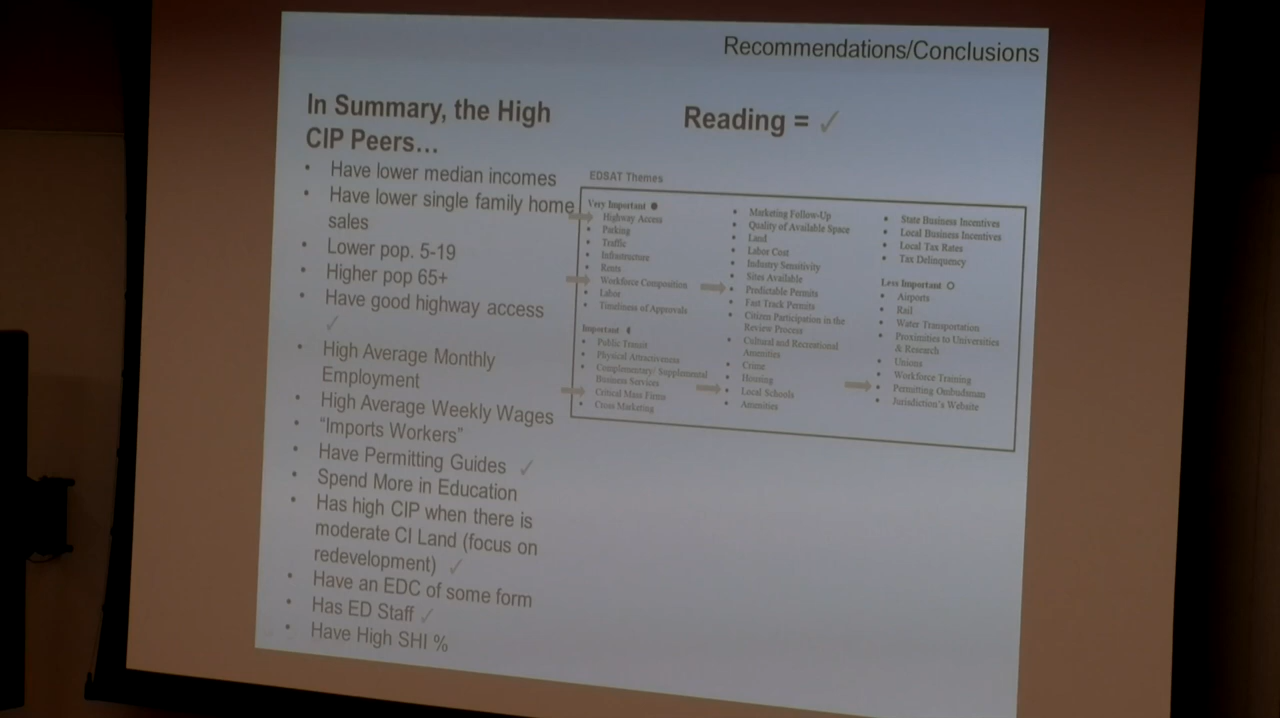 Recommendations/Conclusions
In Summary, the High
CIP Peers…
• Have lower median incomes
• Have lower single family home
sales
• Lower pop. 5-19
• Higher pop 65+
• Have good highway access
✓
• High Average Monthly
Employment
• High Average Weekly Wages
• "Imports Workers"
• Have Permitting Guides ✓
• Spend More in Education
• Has high CIP when there is
moderate CI Land (focus on
redevelopment) ✓
• Have an EDC of some form
• Has ED Staff ✓
• Have High SHI %
Reading = ✓
EDSAT Themes
Very Important ●
• Highway Access
• Parking
• Traffic
• Infrastructure
• Rents
• Workforce Composition
• Labor
• Timeliness of Approvals
Important
• Public Transit
• Physical Attractiveness
• Complementary/ Supplemental
Business Services
• Critical Mass Firms
• Cross Marketing
• Marketing Follow-Up
• Quality of Available Space
• Land
• Labor Cost
• Industry Sensitivity
• Sites Available
• Predictable Permits
• Fast Track Permits
• Citizen Participation in the
Review Process
• Cultural and Recreational
Amenities
• Crime
• Housing
• Local Schools
• Amenities
• State Business Incentives
• Local Business Incentives
• Local Tax Rates
• Tax Delinquency
Less Important O
• Airports
• Rail
• Water Transportation
• Proximities to Universities
& Research
• Unions
• Workforce Training
• Permitting Ombudsman
• Jurisdiction's Website